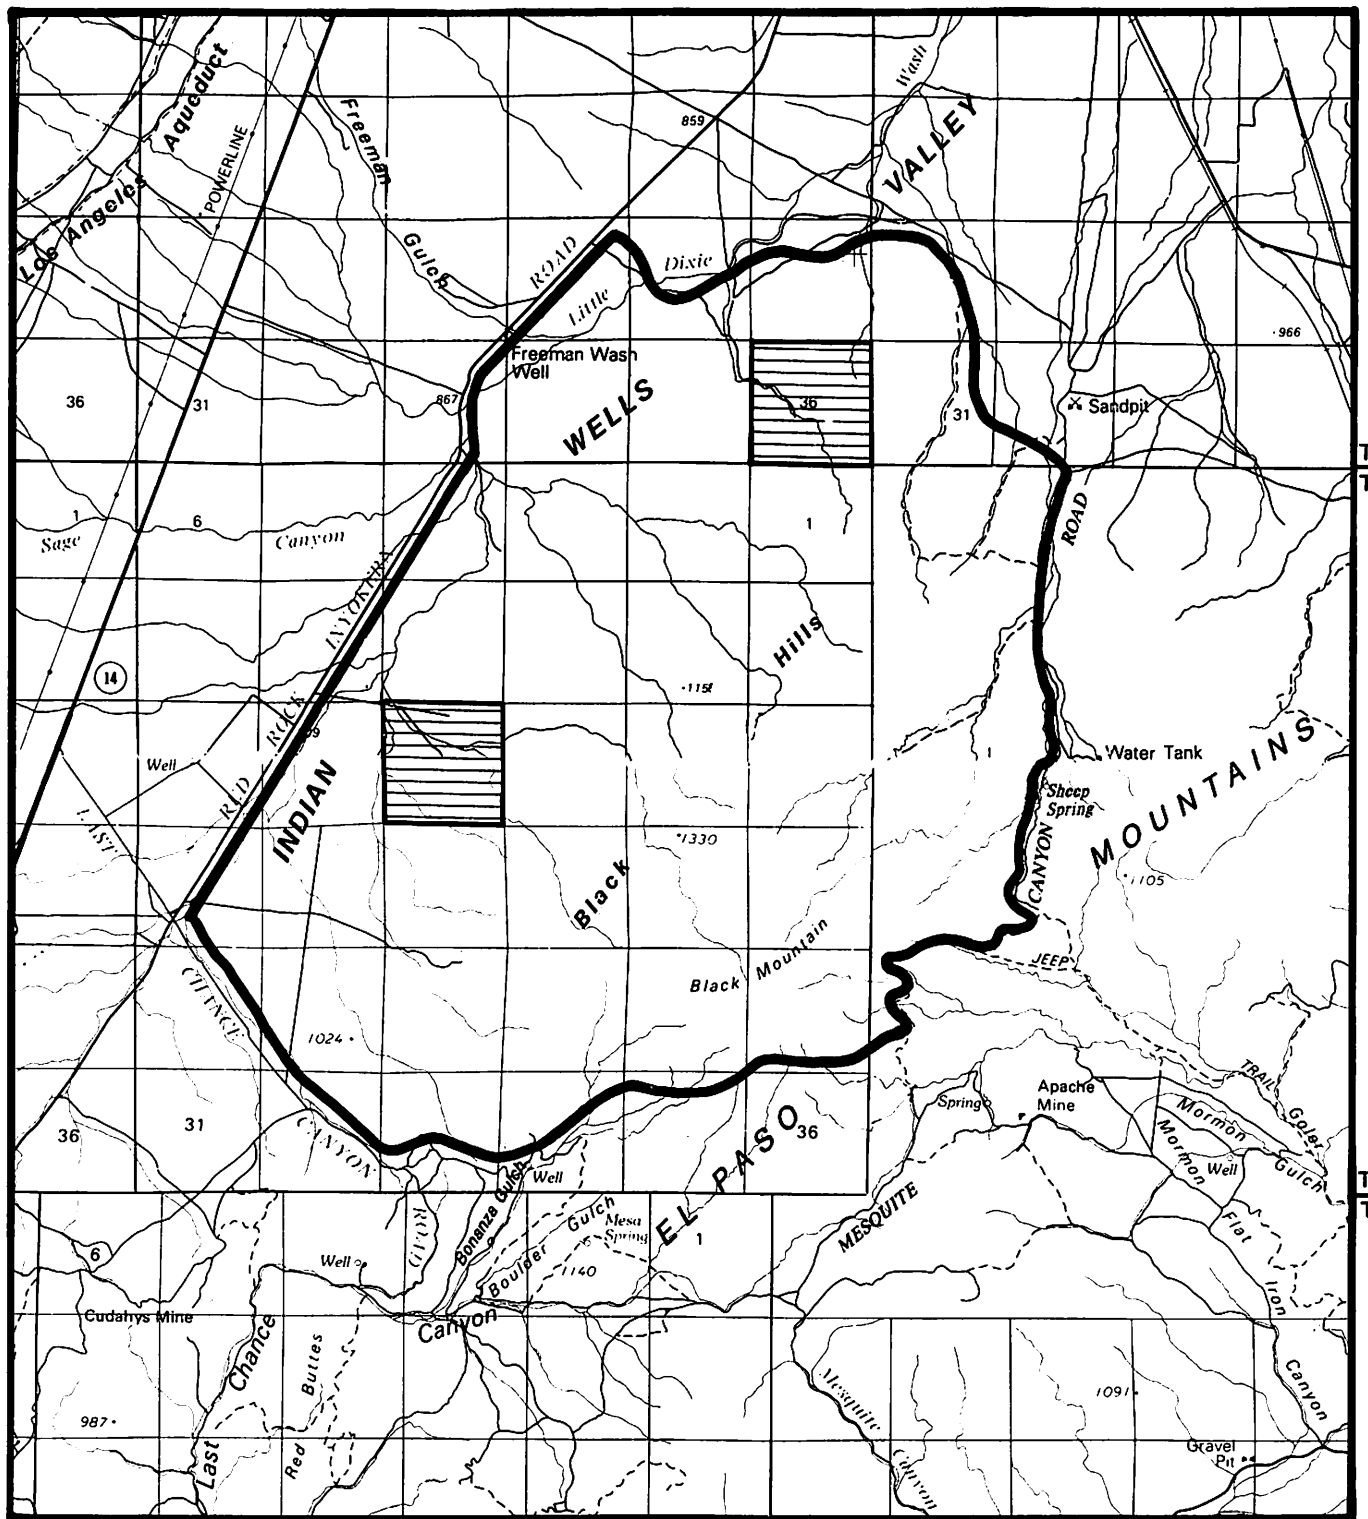 Aqueduct
Los Angeles
POWERLINE
Freeman
Gulch
859
Wash
VALLEY
ROAD
Little
Dixie
966
Freeman Wash
Well
WELLS
867
36
31
36
31
Sandpit
T
T
1
6
Sage
Canyon
1
ROAD
INYOKERN
Hills
14
1158
ROCK
RED
Well
INDIAN
1
Water Tank
Sheep
Spring
MOUNTAINS
LAST
1330
CANYON
1105
Black
Black Mountain
JEEP
CHANCE
1024
TRAIL
Apache
Mine
Spring
Mormon
Goler
Gulch
36
31
CANYON
PASO
36
Mormon
Well
Flat
Well
T
T
ROAD
Bonanza Gulch
Boulder
Gulch
Mesa
Spring
EL
1
MESQUITE
6
Well
1140
Iron
Canyon
Cudahys Mine
Canyon
Last
Chance
Red
Buttes
Mesquite
Canyon
1091
987
Gravel
Pit